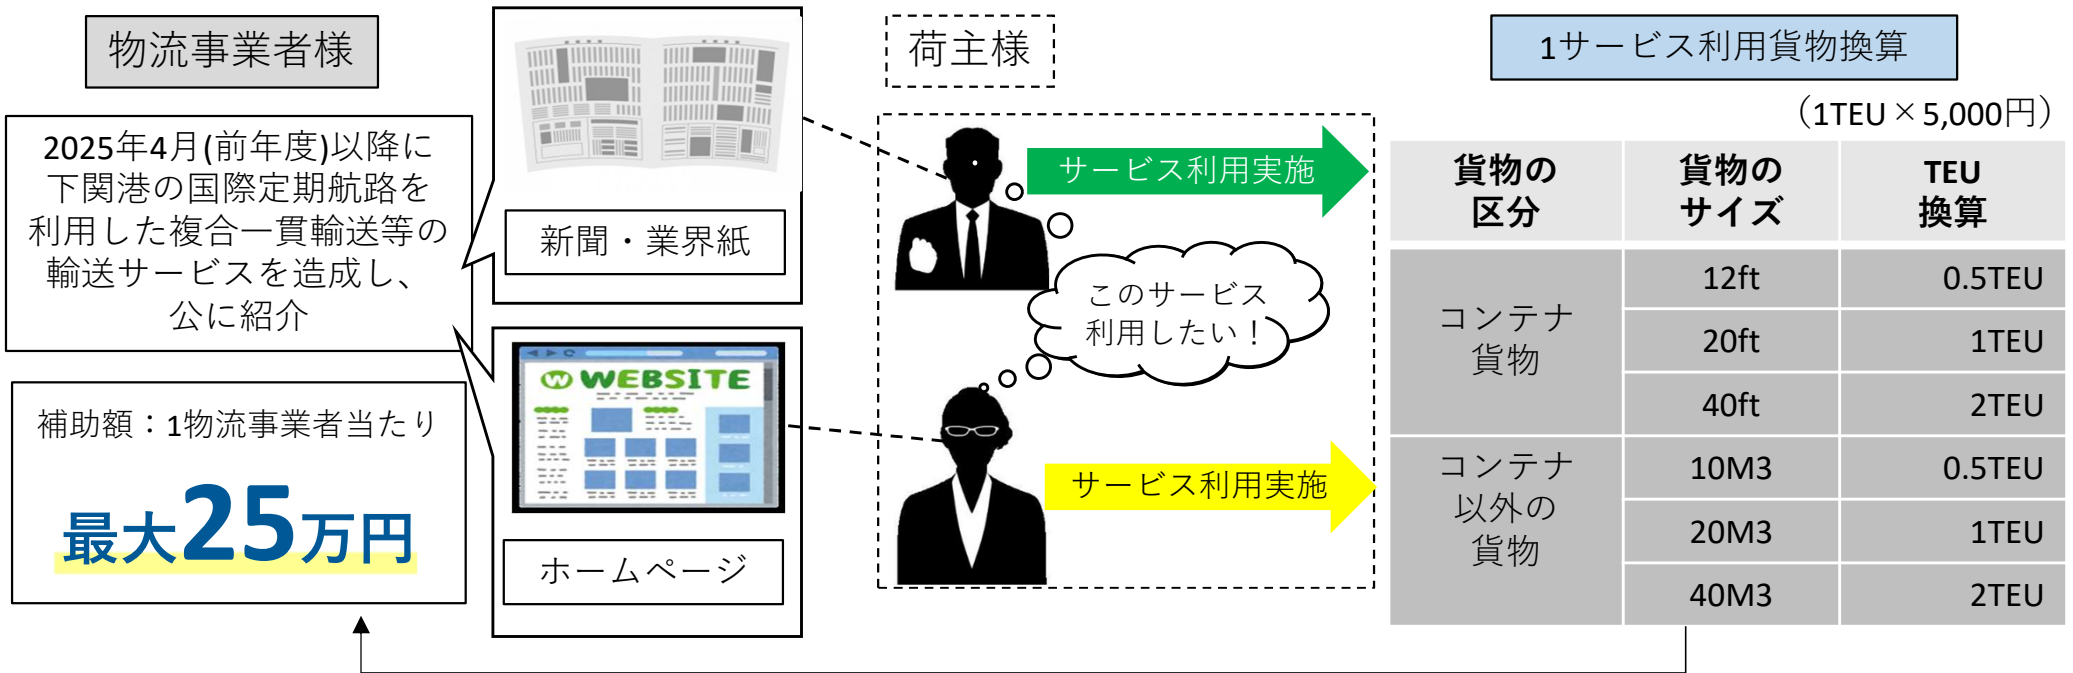 物流事業者様
2025年4月(前年度)以降に
下関港の国際定期航路を
利用した複合一貫輸送等の
輸送サービスを造成し、
公に紹介
補助額：1物流事業者当たり
最大25万円
新聞・業界紙
WEBSITE
ホームページ
荷主様
サービス利用実施
このサービス
利用したい！
サービス利用実施
1サービス利用貨物換算
（1TEU×5,000円）
貨物の
区分
貨物の
サイズ
TEU
換算
コンテナ
貨物
12ft 0.5TEU
20ft 1TEU
40ft 2TEU
コンテナ
以外の
貨物
10M3 0.5TEU
20M3 1TEU
40M3 2TEU